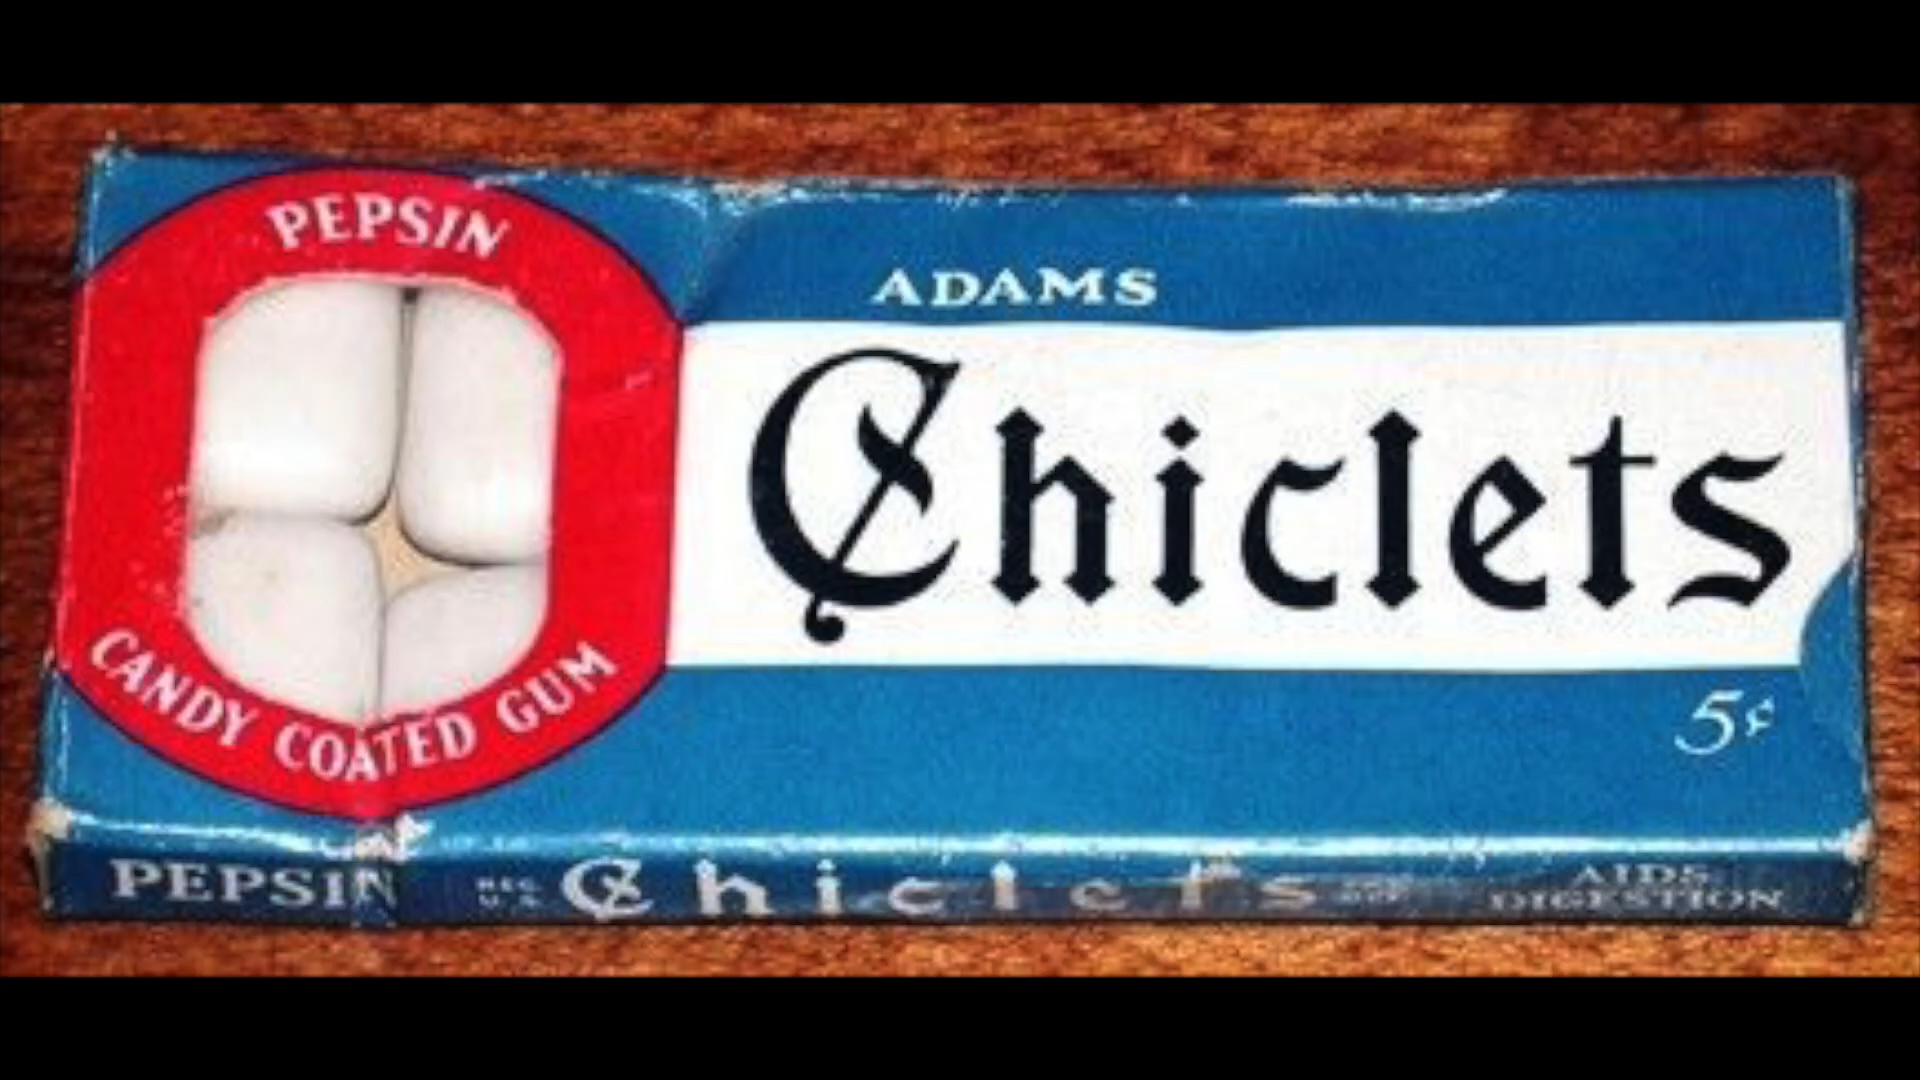 PEPSIN
CANDY COATED GUM
ADAMS
Chiclets
5¢
PEPSIN
Chiclets
AIDS
DIGESTION